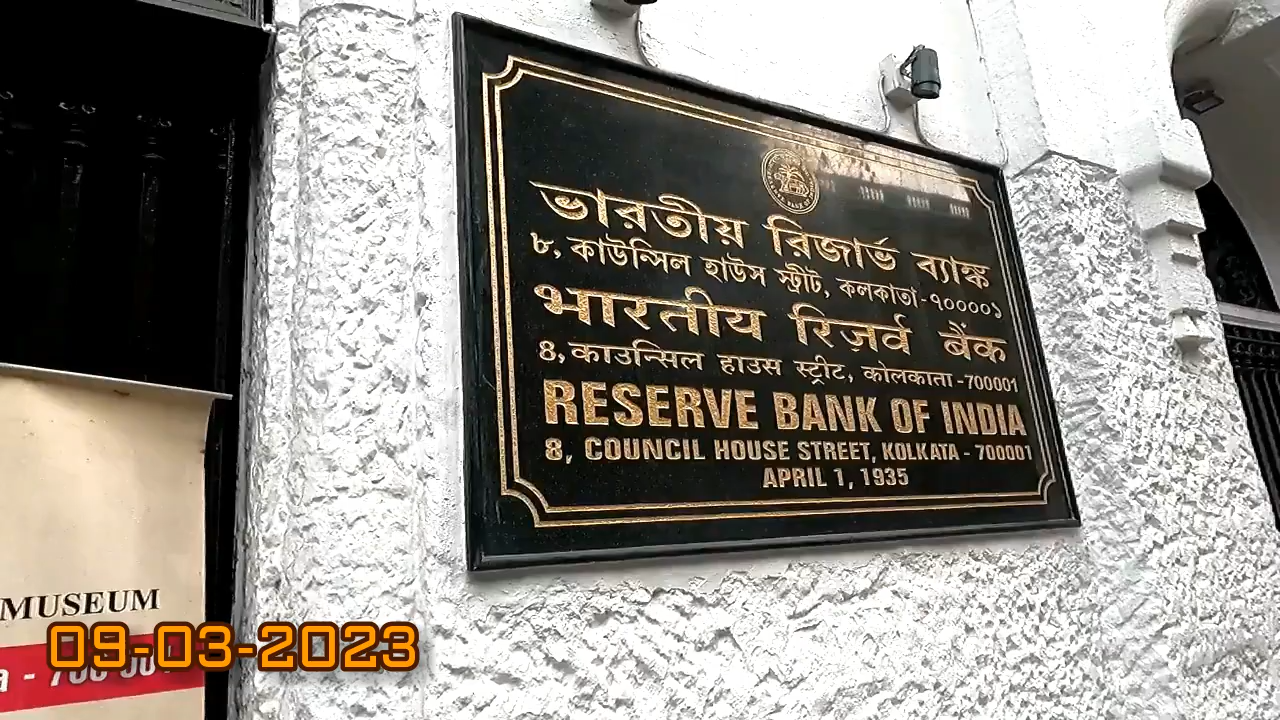 ভারতীয় রিজার্ভ ব্যাঙ্ক
৮, কাউন্সিল হাউস স্ট্রীট, কলকাতা-৭০০০০১
भारतीय रिज़र्व बैंक
8, काउन्सिल हाउस स्ट्रीट, कोलकाता-700001
RESERVE BANK OF INDIA
8, COUNCIL HOUSE STREET, KOLKATA - 700001
APRIL 1, 1935
MUSEUM
09-03-2023